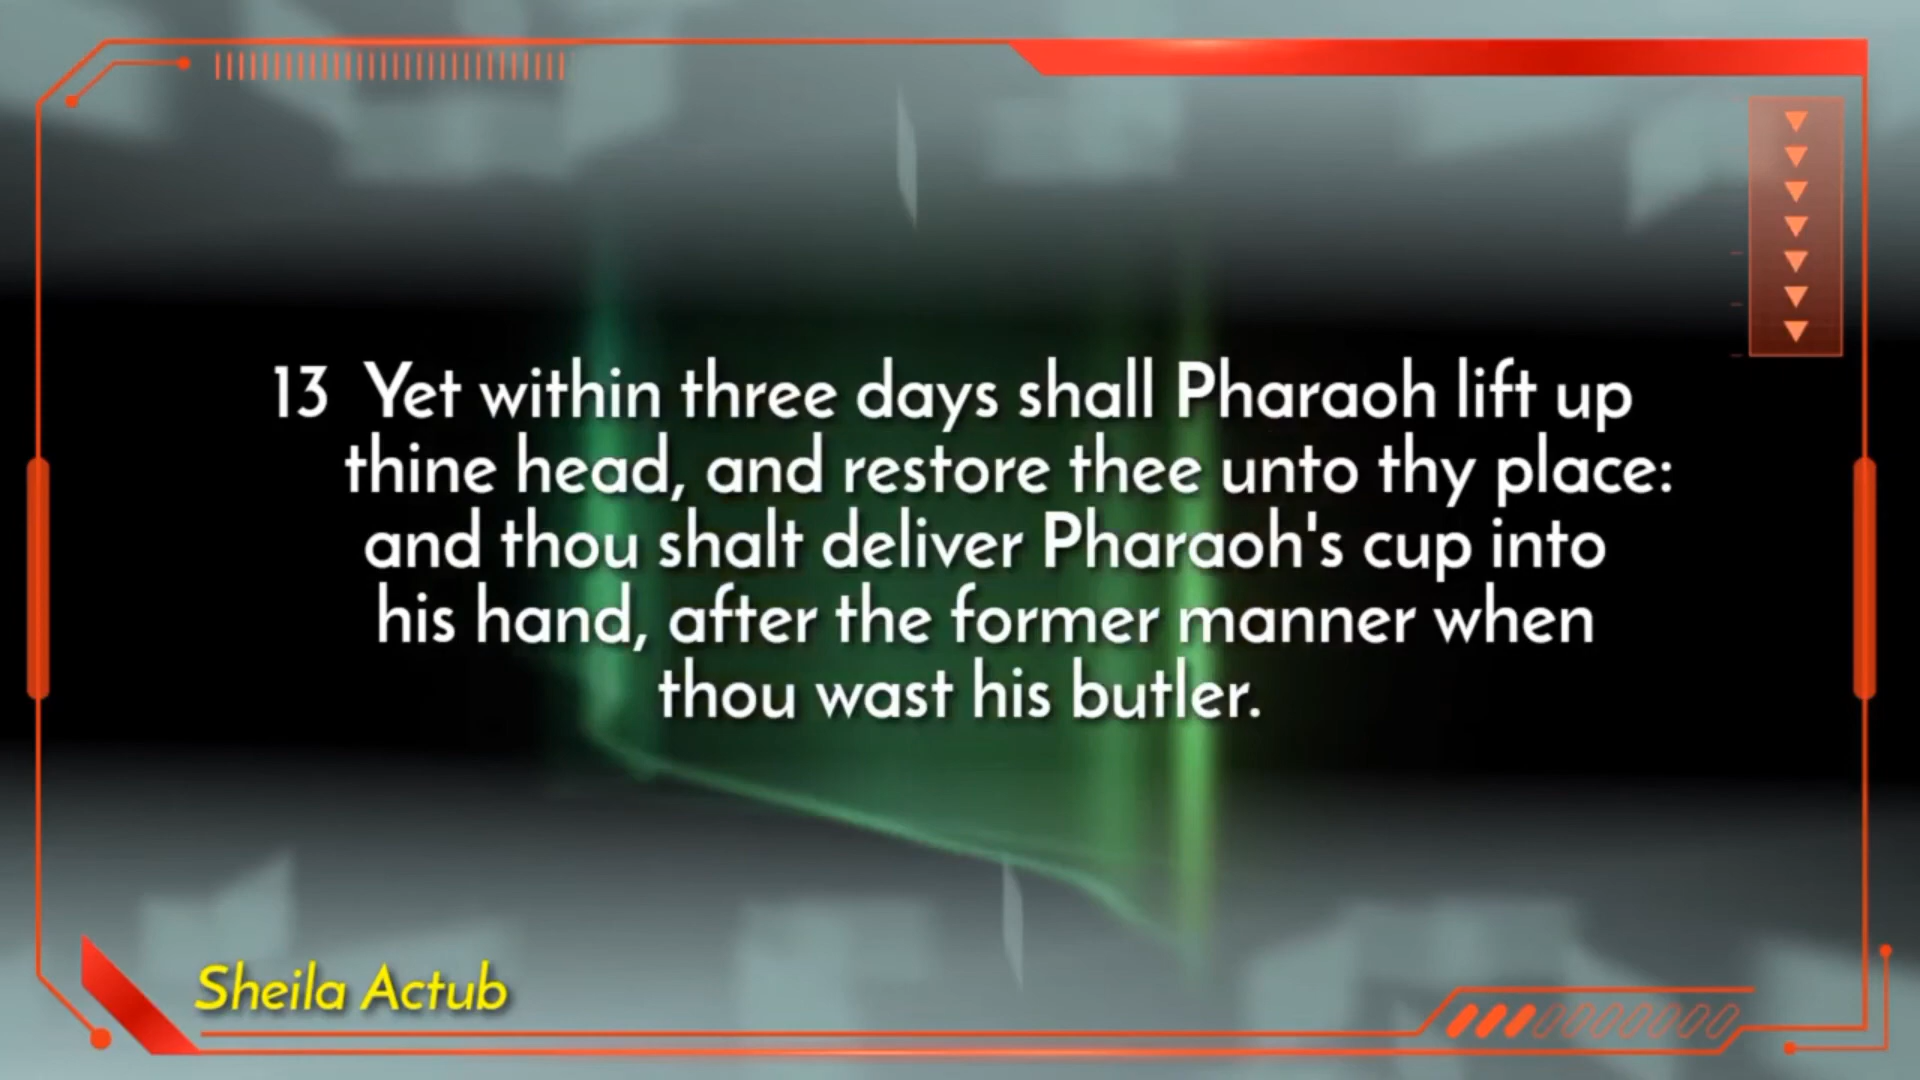 13 Yet within three days shall Pharaoh lift up
thine head, and restore thee unto thy place:
and thou shalt deliver Pharaoh's cup into
his hand, after the former manner when
thou wast his butler.
Sheila Actub